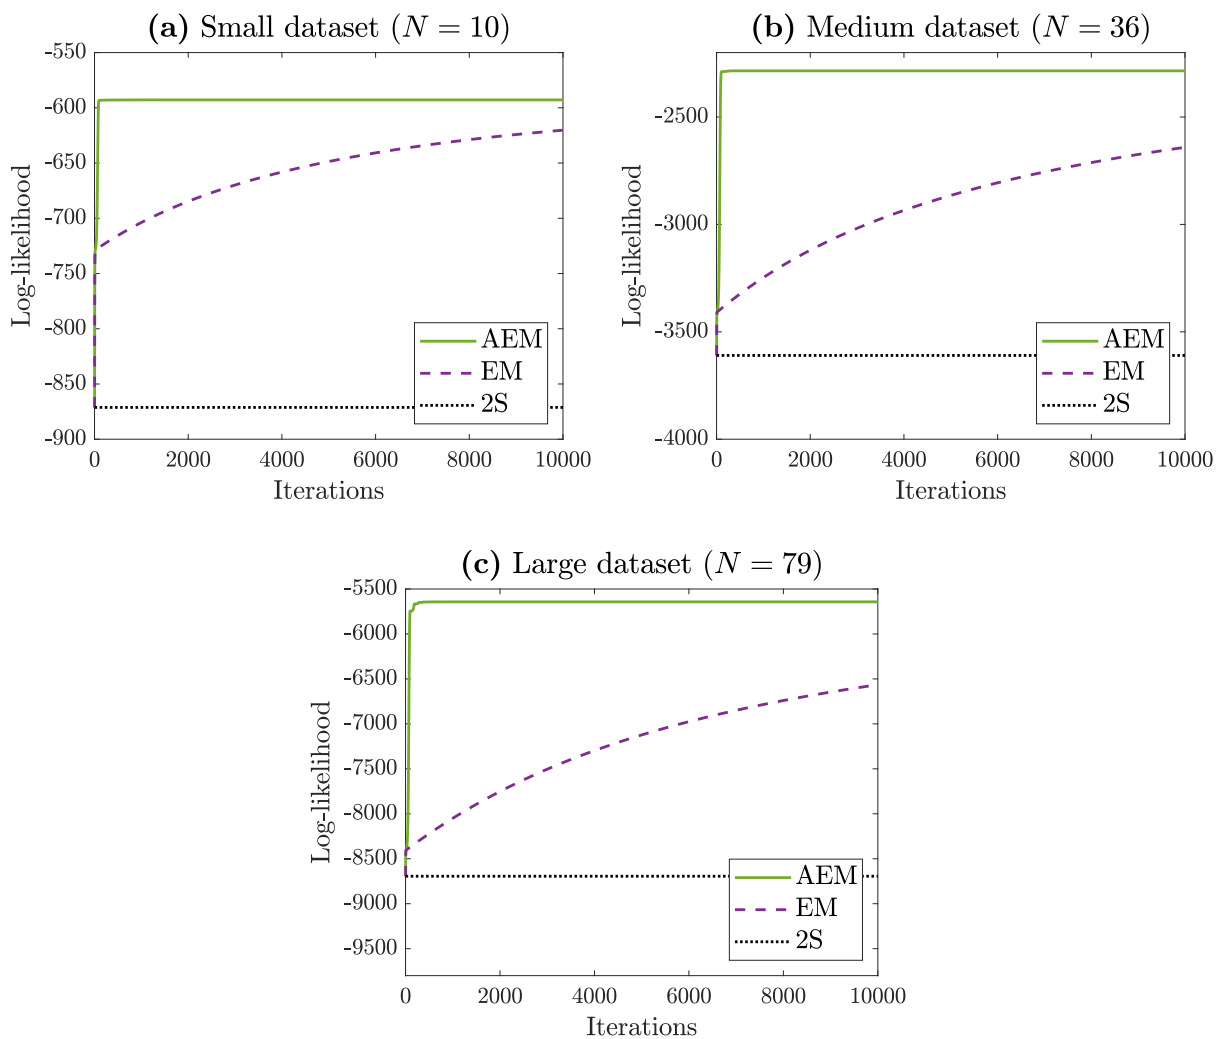 (a) Small dataset (N = 10)
-550
-600
-650
-700
-750
-800
-850
-900
Log-likelihood
0 2000 4000 6000 8000 10000
Iterations
AEM
EM
2S
(b) Medium dataset (N = 36)
-2500
-3000
-3500
-4000
Log-likelihood
0 2000 4000 6000 8000 10000
Iterations
AEM
EM
2S
(c) Large dataset (N = 79)
-5500
-6000
-6500
-7000
-7500
-8000
-8500
-9000
-9500
Log-likelihood
0 2000 4000 6000 8000 10000
Iterations
AEM
EM
2S